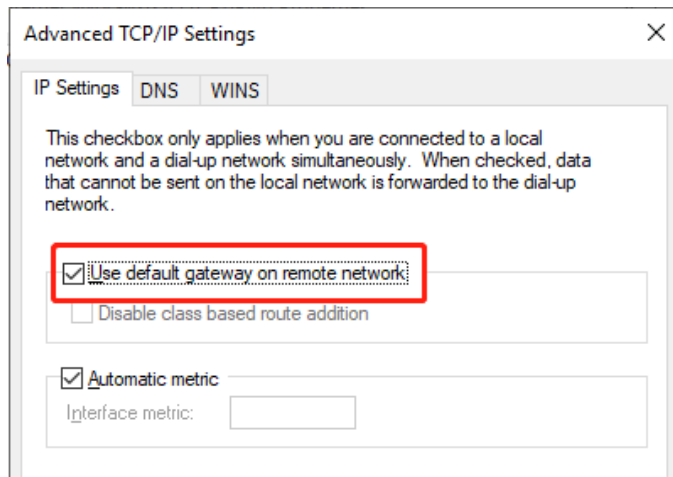 Advanced TCP/IP Settings
IP Settings DNS WINS
This checkbox only applies when you are connected to a local
network and a dial-up network simultaneously. When checked, data
that cannot be sent on the local network is forwarded to the dial-up
network.
Use default gateway on remote network
Disable class based route addition
Automatic metric
Interface metric: